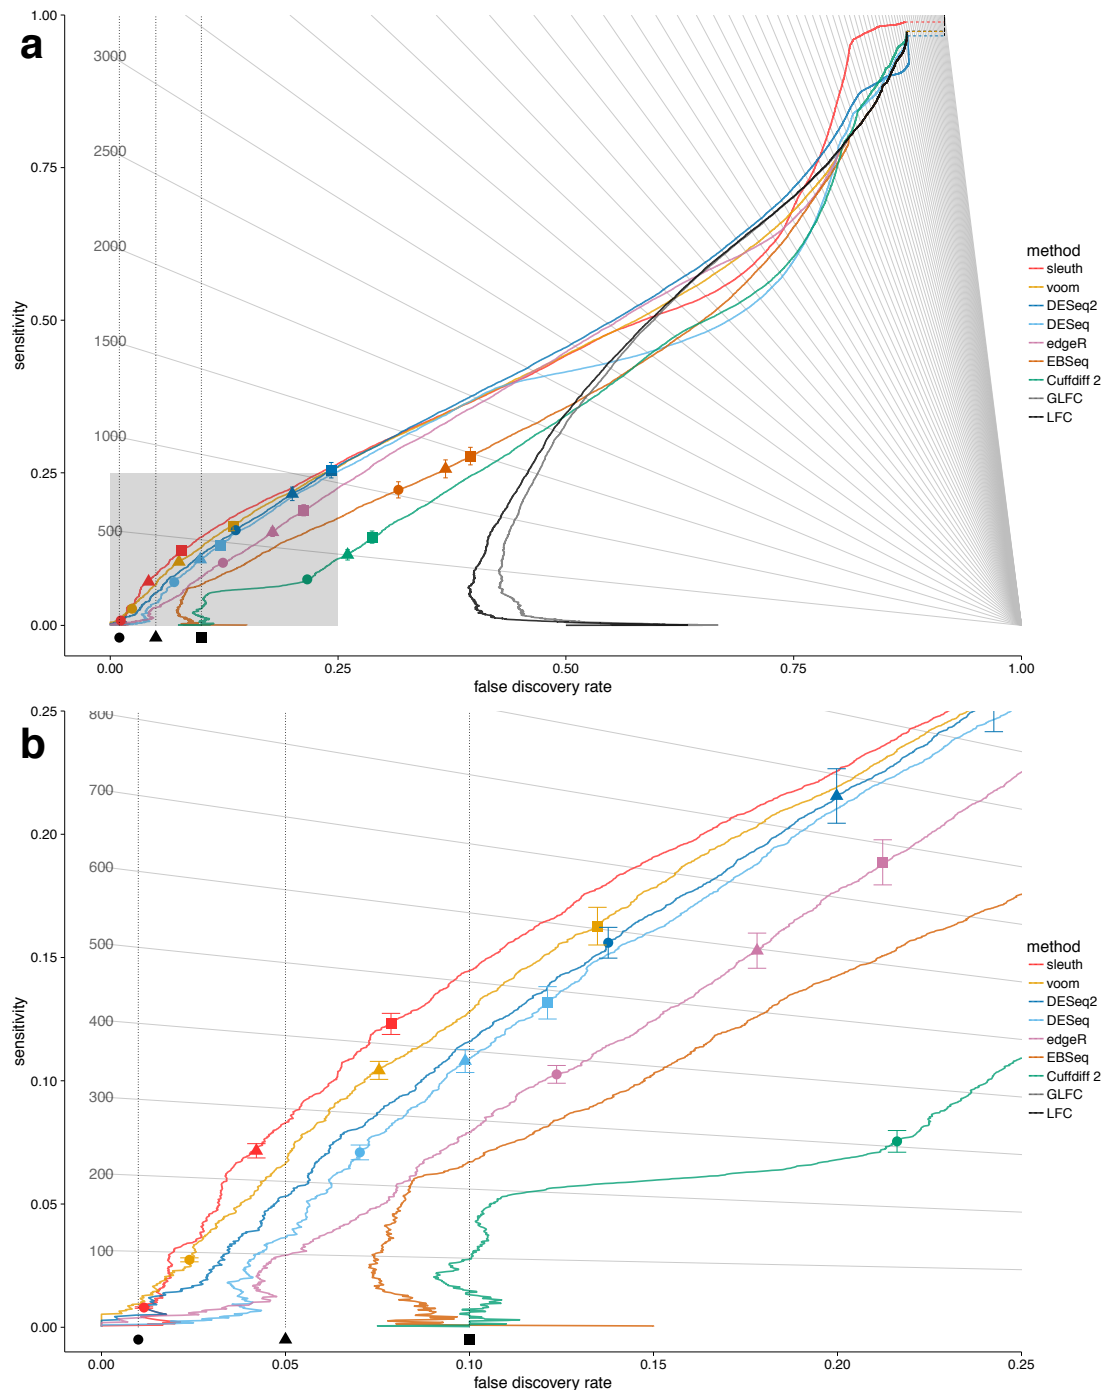 a
1.00
0.75
0.50
0.25
0.00
sensitivity
3000
2500
2000
1500
1000
500
0.00
0.25
0.50
0.75
1.00
false discovery rate
method
sleuth
voom
DESeq2
DESeq
edgeR
EBSeq
Cuffdiff 2
GLFC
LFC
b
0.25
0.20
0.15
0.10
0.05
0.00
sensitivity
800
700
600
500
400
300
200
100
0.00
0.05
0.10
0.15
0.20
0.25
false discovery rate
method
sleuth
voom
DESeq2
DESeq
edgeR
EBSeq
Cuffdiff 2
GLFC
LFC